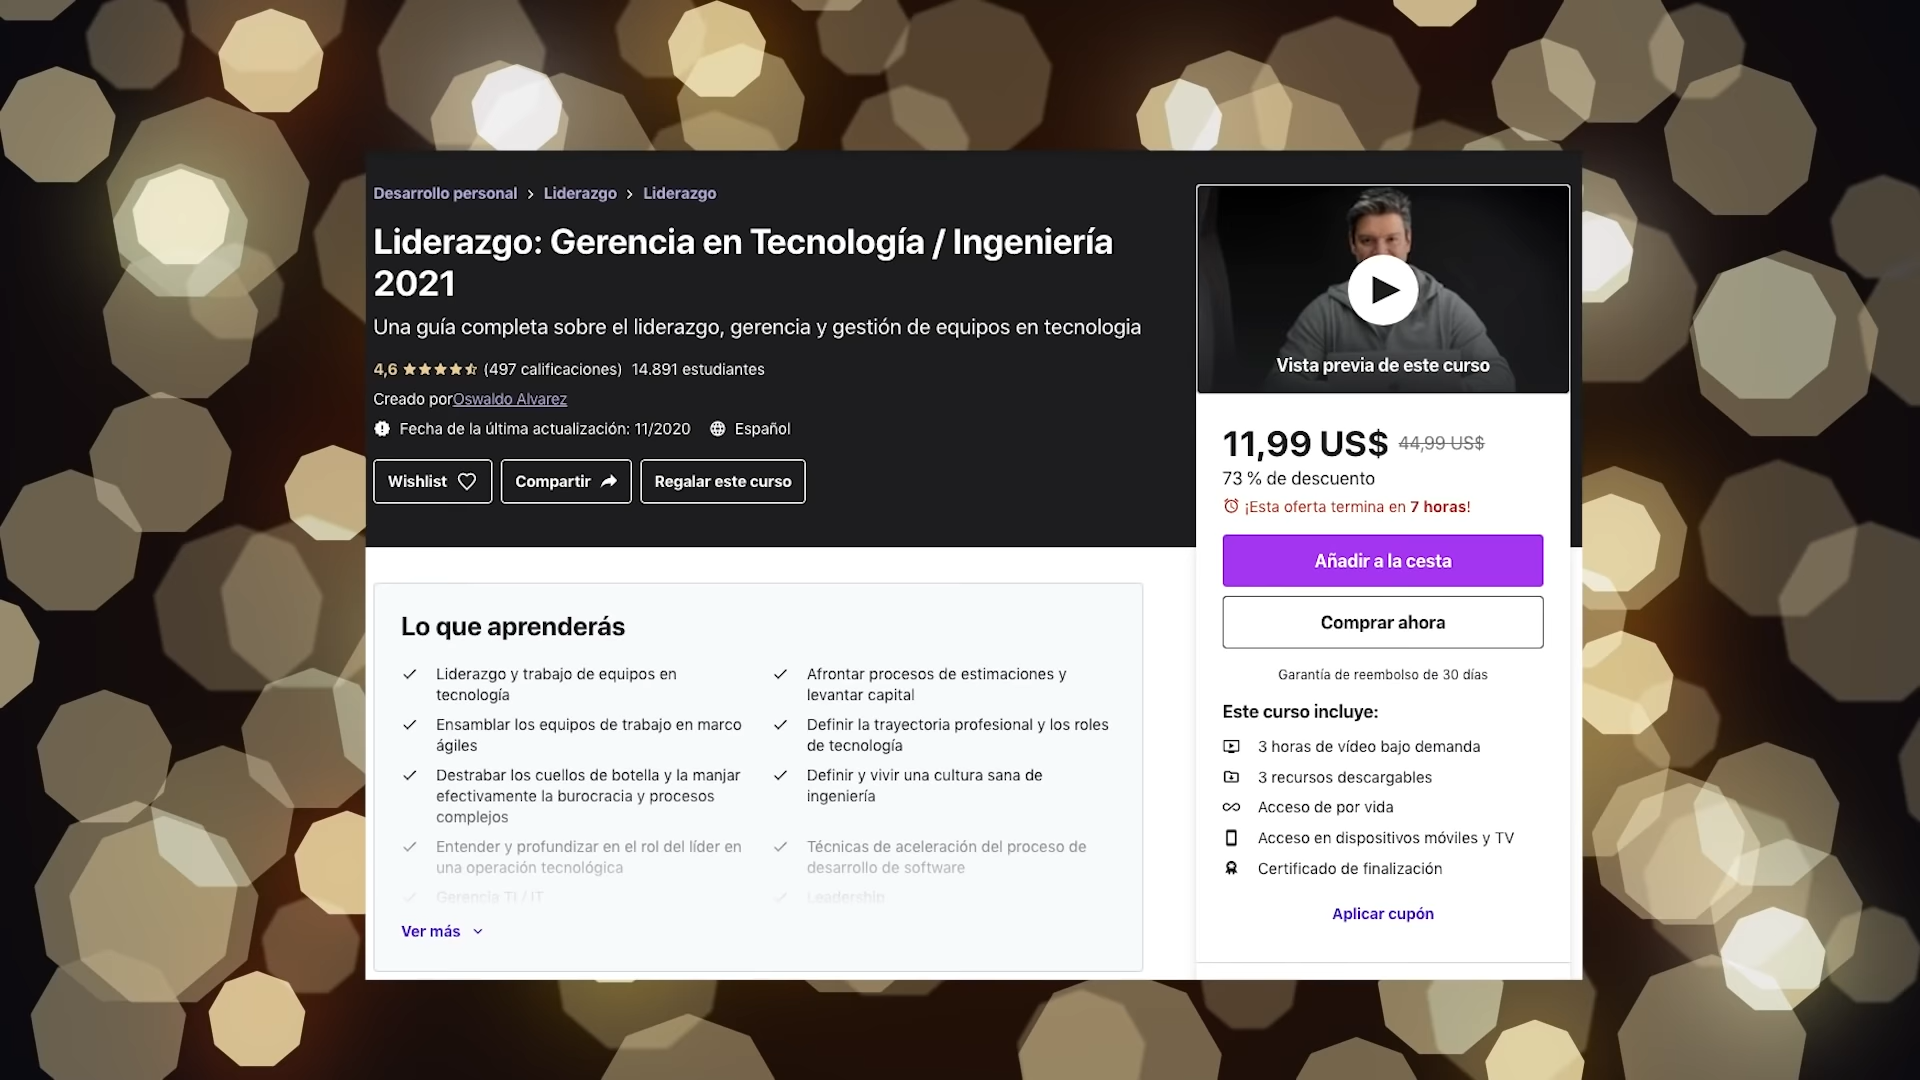 Desarrollo personal > Liderazgo > Liderazgo
Liderazgo: Gerencia en Tecnología / Ingeniería
2021
Una guía completa sobre el liderazgo, gerencia y gestión de equipos en tecnologia
4,6 (497 calificaciones) 14.891 estudiantes
Creado porOswaldo Alvarez
Fecha de la última actualización: 11/2020 Español
Wishlist Compartir Regalar este curso
Lo que aprenderás
Liderazgo y trabajo de equipos en
tecnología
Ensamblar los equipos de trabajo en marco
ágiles
Destrabar los cuellos de botella y la manjar
efectivamente la burocracia y procesos
complejos
Entender y profundizar en el rol del líder en
una operación tecnológica
Gerencia TI / IT
Afrontar procesos de estimaciones y
levantar capital
Definir la trayectoria profesional y los roles
de tecnología
Definir y vivir una cultura sana de
ingeniería
Técnicas de aceleración del proceso de
desarrollo de software
Leadership
Ver más
Vista previa de este curso
11,99 US$ 44,99 US$
73 % de descuento
¡Esta oferta termina en 7 horas!
Añadir a la cesta
Comprar ahora
Garantía de reembolso de 30 días
Este curso incluye:
3 horas de vídeo bajo demanda
3 recursos descargables
Acceso de por vida
Acceso en dispositivos móviles y TV
Certificado de finalización
Aplicar cupón